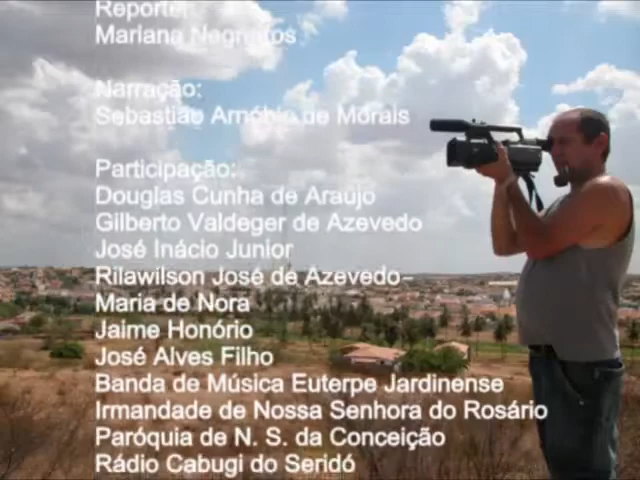 Repórter
Mariana Negreiros
Narração:
Sebastião Arnóbio de Morais
Participação:
Douglas Cunha de Araújo
Gilberto Valdeger de Azevedo
José Inácio Junior
Rilawilson José de Azevedo
Maria de Nora
Jaime Honório
José Alves Filho
Banda de Música Euterpe Jardinense
Irmandade de Nossa Senhora do Rosário
Paróquia de N. S. da Conceição
Rádio Cabugi do Seridó